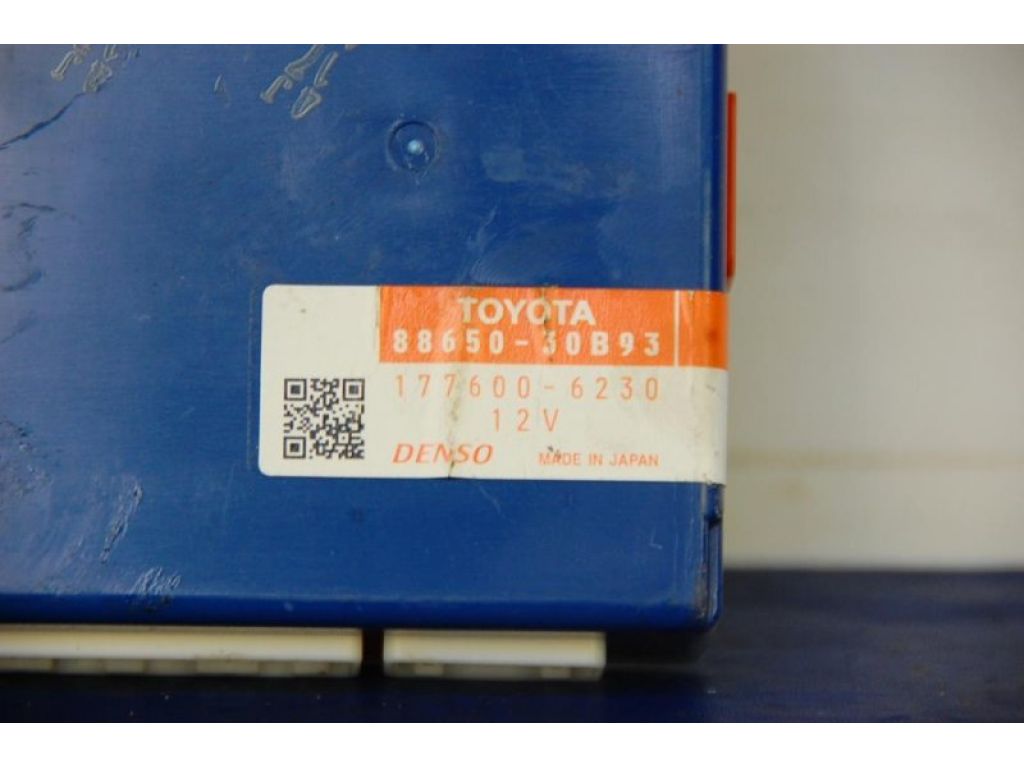 TOYOTA
88650-30B93
177600-6230
12V
DENSO MADE IN JAPAN